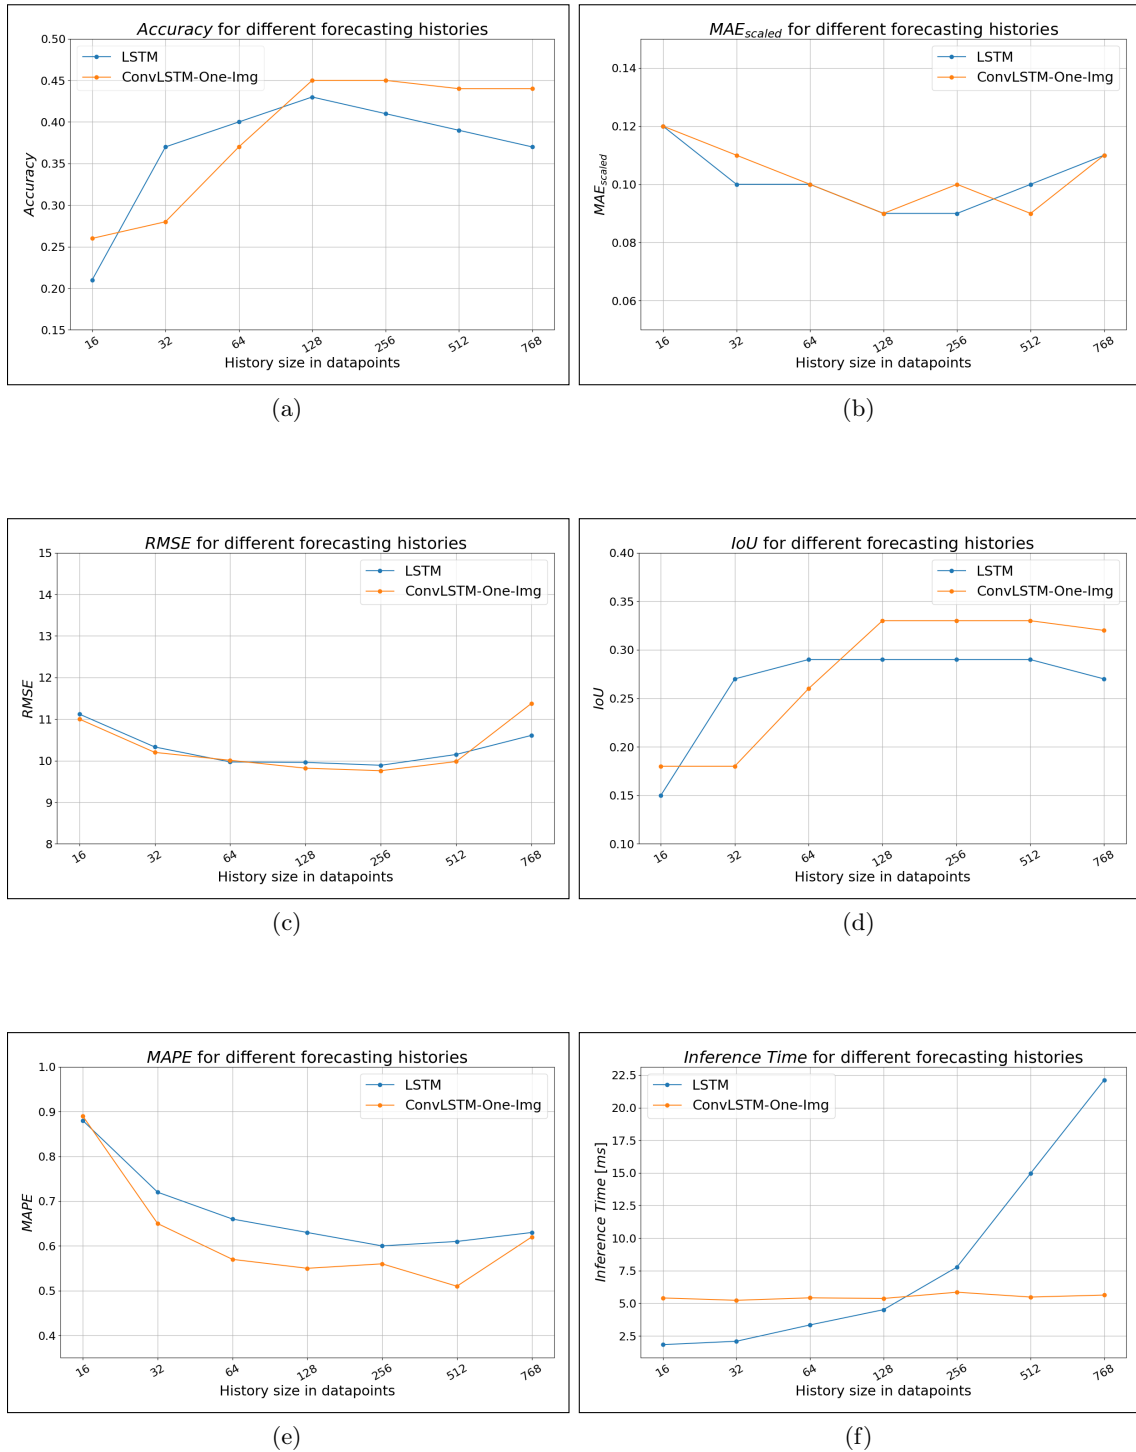 Accuracy for different forecasting histories
0.50
0.45
0.40
0.35
0.30
0.25
0.20
0.15
Accuracy
LSTM
ConvLSTM-One-Img
16 32 64 128 256 512 768
History size in datapoints
(a)
MAEscaled for different forecasting histories
0.14
0.12
0.10
0.08
0.06
MAEscaled
LSTM
ConvLSTM-One-Img
16 32 64 128 256 512 768
History size in datapoints
(b)
RMSE for different forecasting histories
15
14
13
12
11
10
9
8
RMSE
LSTM
ConvLSTM-One-Img
16 32 64 128 256 512 768
History size in datapoints
(c)
IoU for different forecasting histories
0.40
0.35
0.30
0.25
0.20
0.15
0.10
IoU
LSTM
ConvLSTM-One-Img
16 32 64 128 256 512 768
History size in datapoints
(d)
MAPE for different forecasting histories
1.0
0.9
0.8
0.7
0.6
0.5
0.4
MAPE
LSTM
ConvLSTM-One-Img
16 32 64 128 256 512 768
History size in datapoints
(e)
Inference Time for different forecasting histories
22.5
20.0
17.5
15.0
12.5
10.0
7.5
5.0
2.5
Inference Time [ms]
LSTM
ConvLSTM-One-Img
16 32 64 128 256 512 768
History size in datapoints
(f)